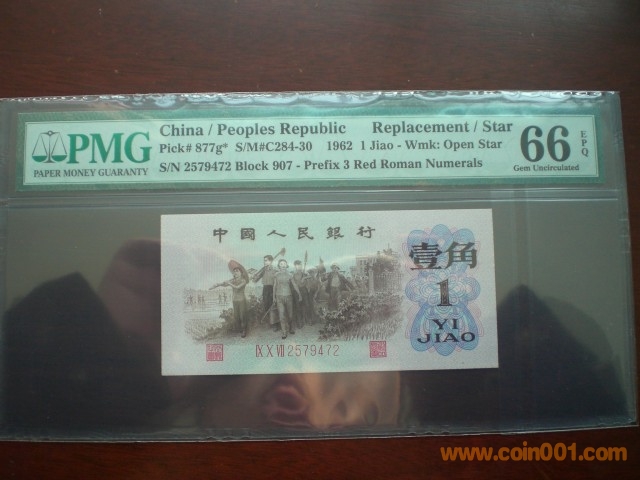 PMG
PAPER MONEY GUARANTY
China / Peoples Republic Replacement / Star
Pick# 877g* S/M#C284-30 1962 1 Jiao - Wmk: Open Star
S/N 2579472 Block 907 - Prefix 3 Red Roman Numerals
66 EPQ
Gem Uncirculated
中國人民銀行
壹角
1
YI
JIAO
IX X VII 2579472
www.coin001.com